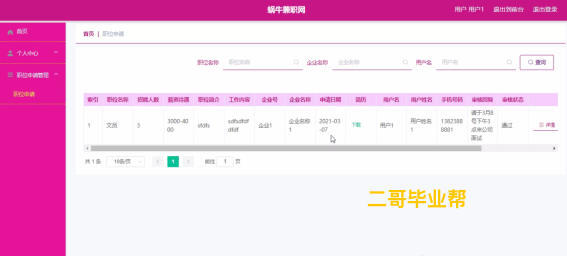 蜗牛兼职网
用户 用户1 退出到前台 退出登录
首页
个人中心
职位申请管理
职位申请
首页 | 职位申请
职位名称 职位名称 企业名称 企业名称 用户名 用户名 查询
索引 职位名称 招聘人数 薪资待遇 职位简介 工作内容 企业号 企业名称 申请日期 简历 用户名 用户姓名 手机号码 审核回复 审核状态
1 文员 3 3000-4000 sfdfs sdfsdfdfdfdf 企业1 企业名称1 2021-03-07 下载 用户1 用户姓名1 13823888881 请于3月8号下午3点来公司面试 通过 详情
共 1 条 10条/页 1 前往 1 页
二哥毕业帮